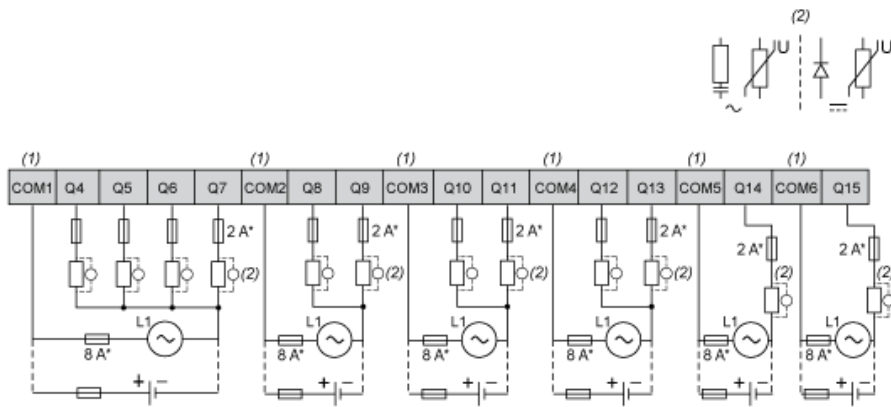 (2)
IU IU
~
(1) (1) (1) (1) (1) (1)
COM1 Q4 Q5 Q6 Q7 COM2 Q8 Q9 COM3 Q10 Q11 COM4 Q12 Q13 COM5 Q14 COM6 Q15
2 A* 2 A* 2 A* 2 A* 2 A* 2 A*
(2) (2) (2) (2) (2) (2)
L1 L1 L1 L1 L1 L1
~ ~ ~ ~ ~ ~
8 A* 8 A* 8 A* 8 A* 8 A* 8 A*
+ − + − + − + − + − + −